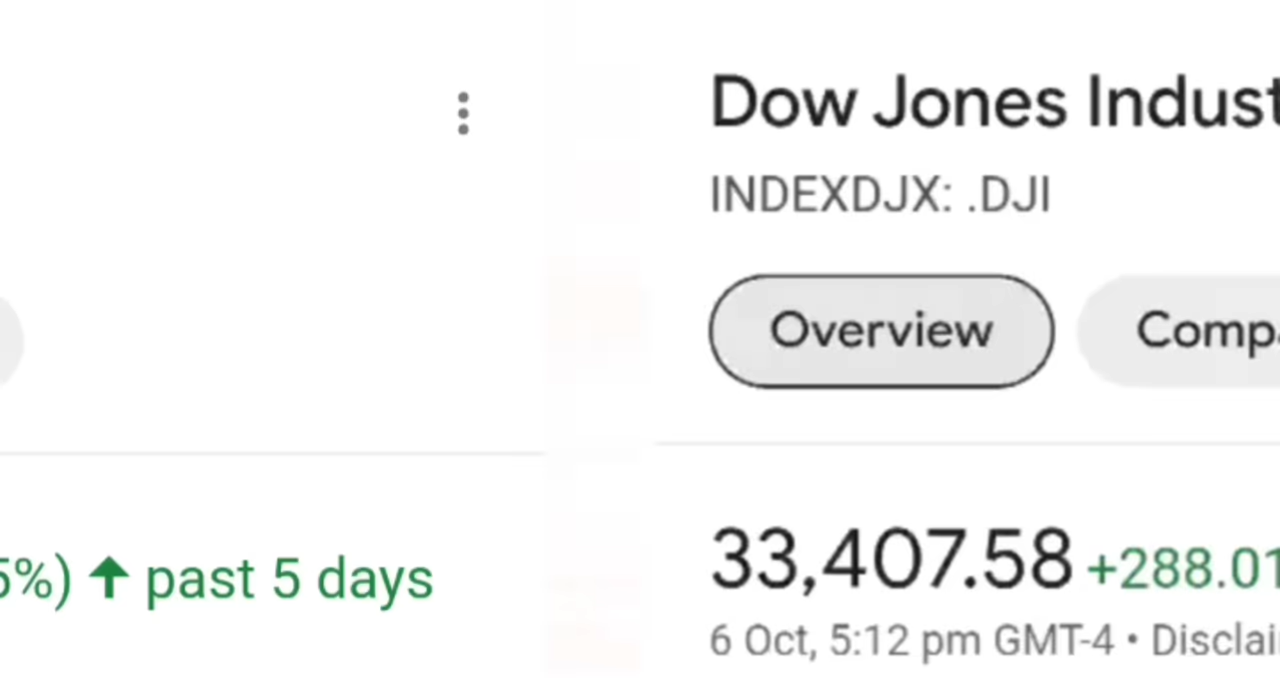 Dow Jones Indust
INDEXDJX: .DJI
Overview Comp
5%) ↑ past 5 days
33,407.58 +288.01
6 Oct, 5:12 pm GMT-4 • Disclai